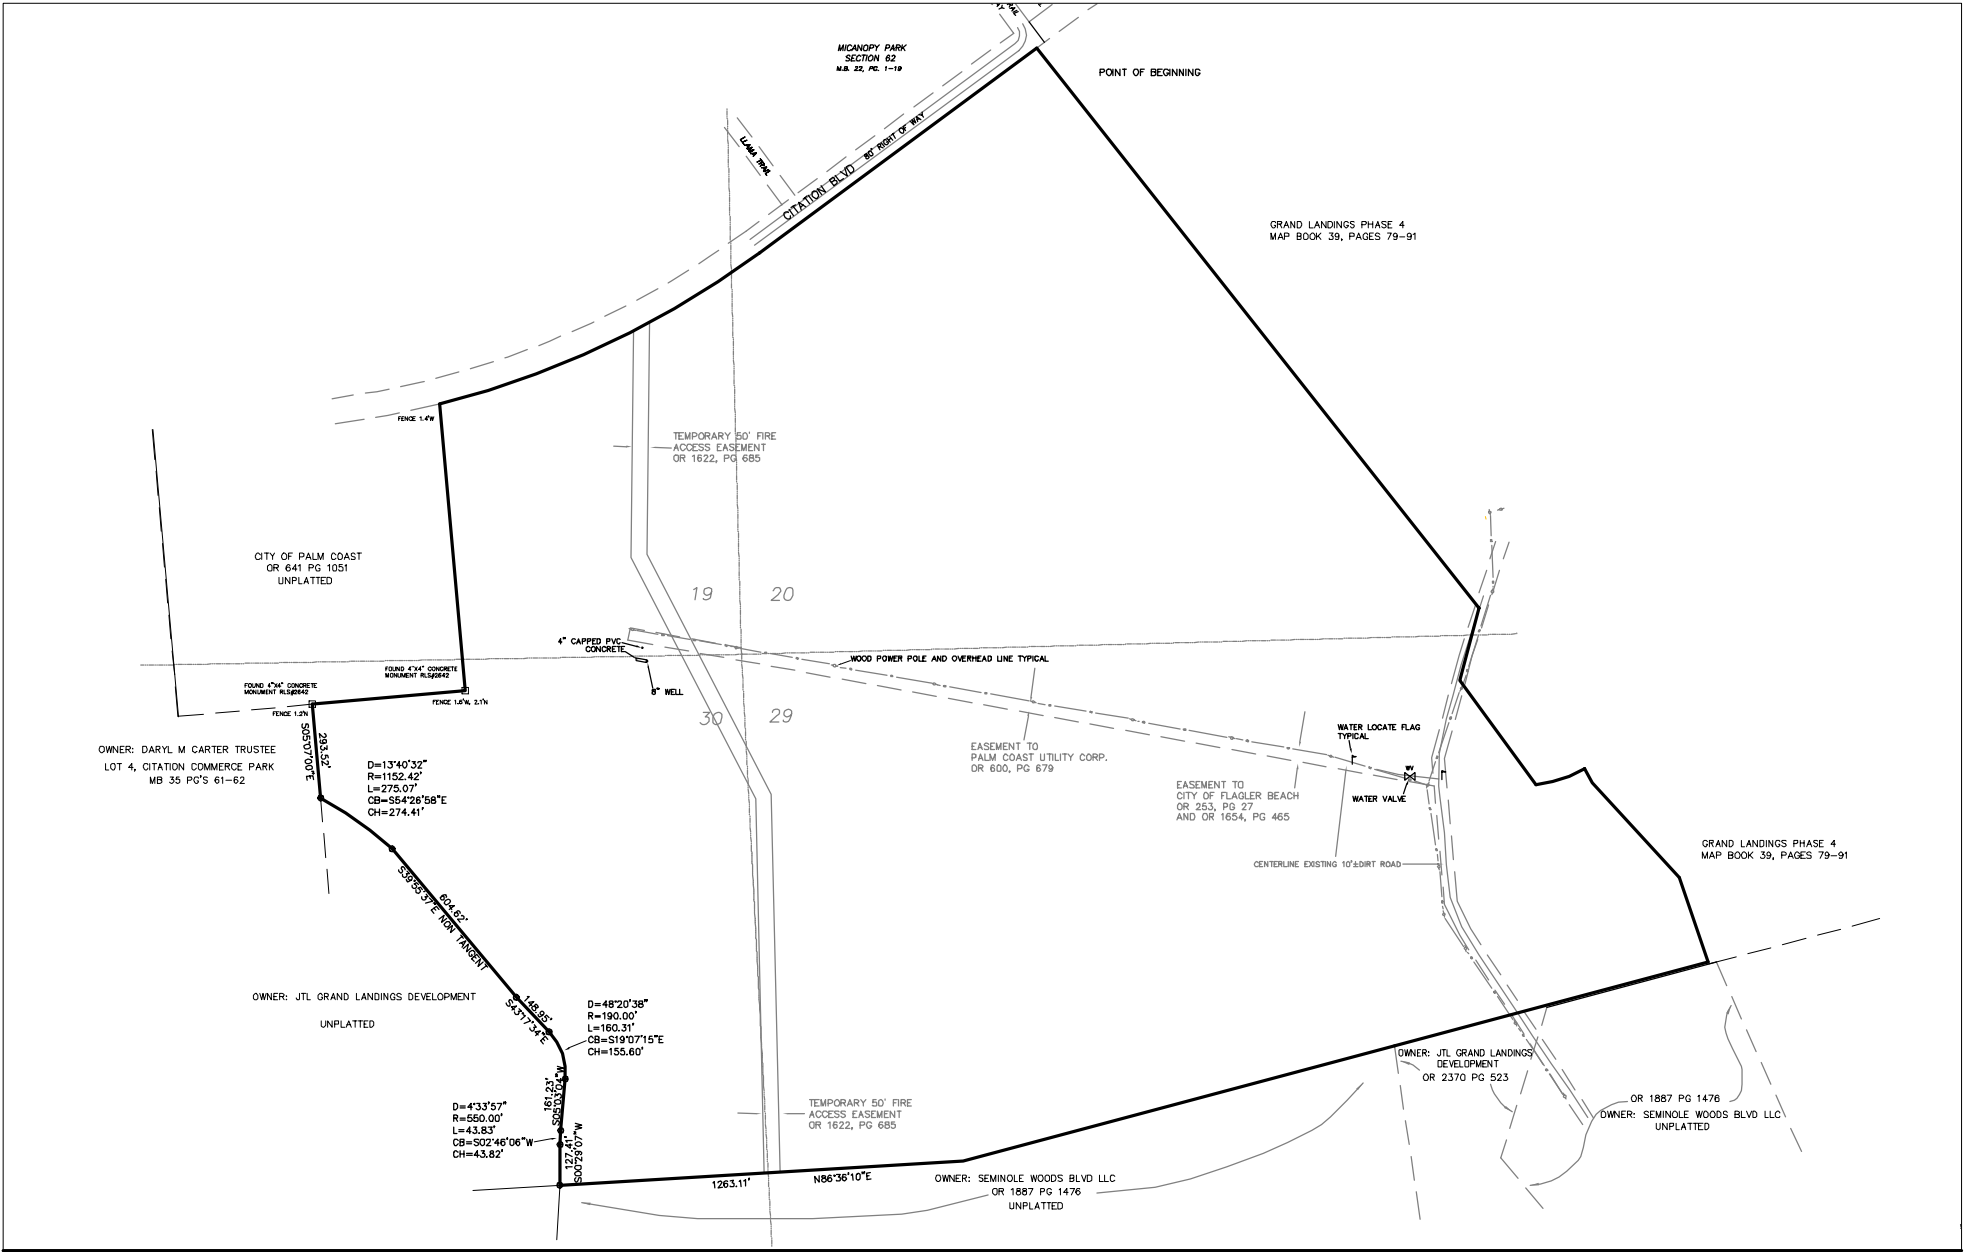 MICANOPY PARK
SECTION 62
M.B. 22, PG. 1-19
POINT OF BEGINNING
LLAMA TRAIL
CITATION BLVD 80' RIGHT OF WAY
GRAND LANDINGS PHASE 4
MAP BOOK 39, PAGES 79-91
FENCE 1.4'W
TEMPORARY 50' FIRE
ACCESS EASEMENT
OR 1622, PG 685
CITY OF PALM COAST
OR 641 PG 1051
UNPLATTED
19
20
4" CAPPED PVC
CONCRETE
WOOD POWER POLE AND OVERHEAD LINE TYPICAL
FOUND 4"X4" CONCRETE
MONUMENT RLS#2642
FOUND 4"X4" CONCRETE
MONUMENT RLS#2642
8" WELL
FENCE 1.6'W, 2.1'N
FENCE 1.2'N
30
29
WATER LOCATE FLAG
TYPICAL
S05°07'00"E
293.52'
OWNER: DARYL M CARTER TRUSTEE
LOT 4, CITATION COMMERCE PARK
MB 35 PG'S 61-62
D=13°40'32"
R=1152.42'
L=275.07'
CB=S54°26'58"E
CH=274.41'
EASEMENT TO
PALM COAST UTILITY CORP.
OR 600, PG 679
WV
EASEMENT TO
CITY OF FLAGLER BEACH
OR 253, PG 27
AND OR 1654, PG 465
WATER VALVE
CENTERLINE EXISTING 10'±DIRT ROAD
GRAND LANDINGS PHASE 4
MAP BOOK 39, PAGES 79-91
604.62'
S39°55'37"E NON TANGENT
OWNER: JTL GRAND LANDINGS DEVELOPMENT
UNPLATTED
148.95'
S43°17'34"E
D=48°20'38"
R=190.00'
L=160.31'
CB=S19°07'15"E
CH=155.60'
OWNER: JTL GRAND LANDINGS
DEVELOPMENT
OR 2370 PG 523
161.23'
S05°03'04"W
D=4°33'57"
R=550.00'
L=43.83'
CB=S02°46'06"W
CH=43.82'
127.41'
S00°29'07"W
TEMPORARY 50' FIRE
ACCESS EASEMENT
OR 1622, PG 685
OR 1887 PG 1476
OWNER: SEMINOLE WOODS BLVD LLC
UNPLATTED
1263.11'
N86°36'10"E
OWNER: SEMINOLE WOODS BLVD LLC
OR 1887 PG 1476
UNPLATTED